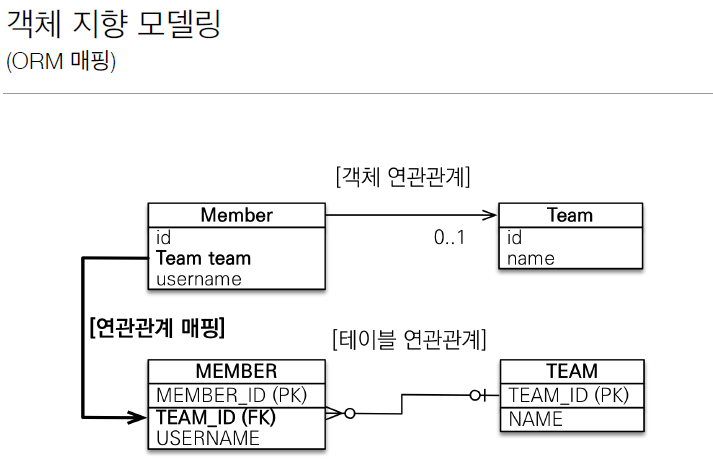 객체 지향 모델링
(ORM 매핑)
[객체 연관관계]
Member
id
Team team
username
0..1
Team
id
name
[연관관계 매핑]
[테이블 연관관계]
MEMBER
MEMBER_ID (PK)
TEAM_ID (FK)
USERNAME
TEAM
TEAM_ID (PK)
NAME